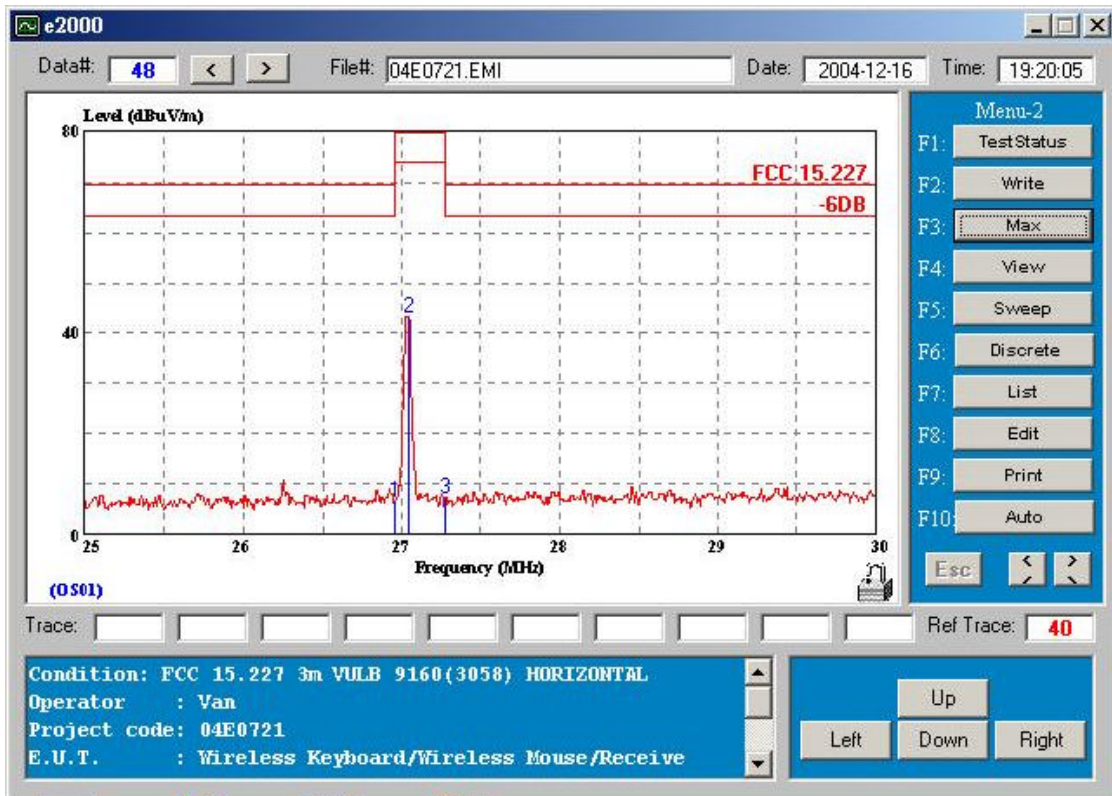 e2000
Data#: 48 < > File#: 04E0721.EMI Date: 2004-12-16 Time: 19:20:05
Level (dBuV/m)
80
FCC 15.227
-6DB
2
40
1 3
0
25 26 27 28 29 30
Frequency (MHz)
(OS01)
Menu-2
F1: TestStatus
F2: Write
F3: Max
F4: View
F5: Sweep
F6: Discrete
F7: List
F8: Edit
F9: Print
F10: Auto
Esc
Trace: Ref Trace: 40
Condition: FCC 15.227 3m VULB 9160(3058) HORIZONTAL
Operator : Van
Project code: 04E0721
E.U.T. : Wireless Keyboard/Wireless Mouse/Receive
Up
Left Down Right